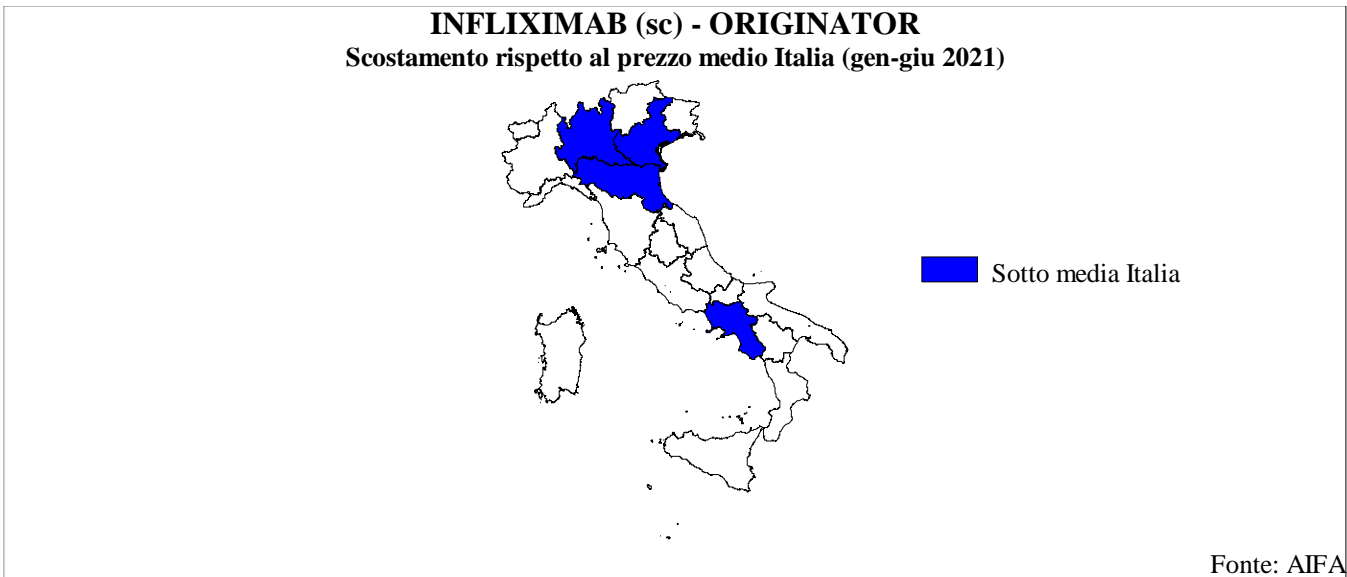 INFLIXIMAB (sc) - ORIGINATOR
Scostamento rispetto al prezzo medio Italia (gen-giu 2021)
Sotto media Italia
Fonte: AIFA